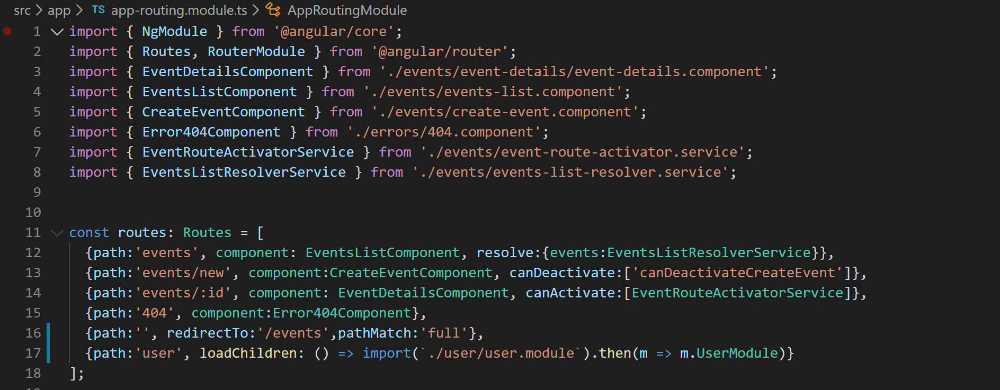 src > app > TS app-routing.module.ts > AppRoutingModule
1 import { NgModule } from '@angular/core';
2 import { Routes, RouterModule } from '@angular/router';
3 import { EventDetailsComponent } from './events/event-details/event-details.component';
4 import { EventsListComponent } from './events/events-list.component';
5 import { CreateEventComponent } from './events/create-event.component';
6 import { Error404Component } from './errors/404.component';
7 import { EventRouteActivatorService } from './events/event-route-activator.service';
8 import { EventsListResolverService } from './events/events-list-resolver.service';
9
10
11 const routes: Routes = [
12 {path:'events', component: EventsListComponent, resolve:{events:EventsListResolverService}},
13 {path:'events/new', component:CreateEventComponent, canDeactivate:['canDeactivateCreateEvent']},
14 {path:'events/:id', component: EventDetailsComponent, canActivate:[EventRouteActivatorService]},
15 {path:'404', component:Error404Component},
16 {path:'', redirectTo:'/events',pathMatch:'full'},
17 {path:'user', loadChildren: () => import(`./user/user.module`).then(m => m.UserModule)}
18 ];